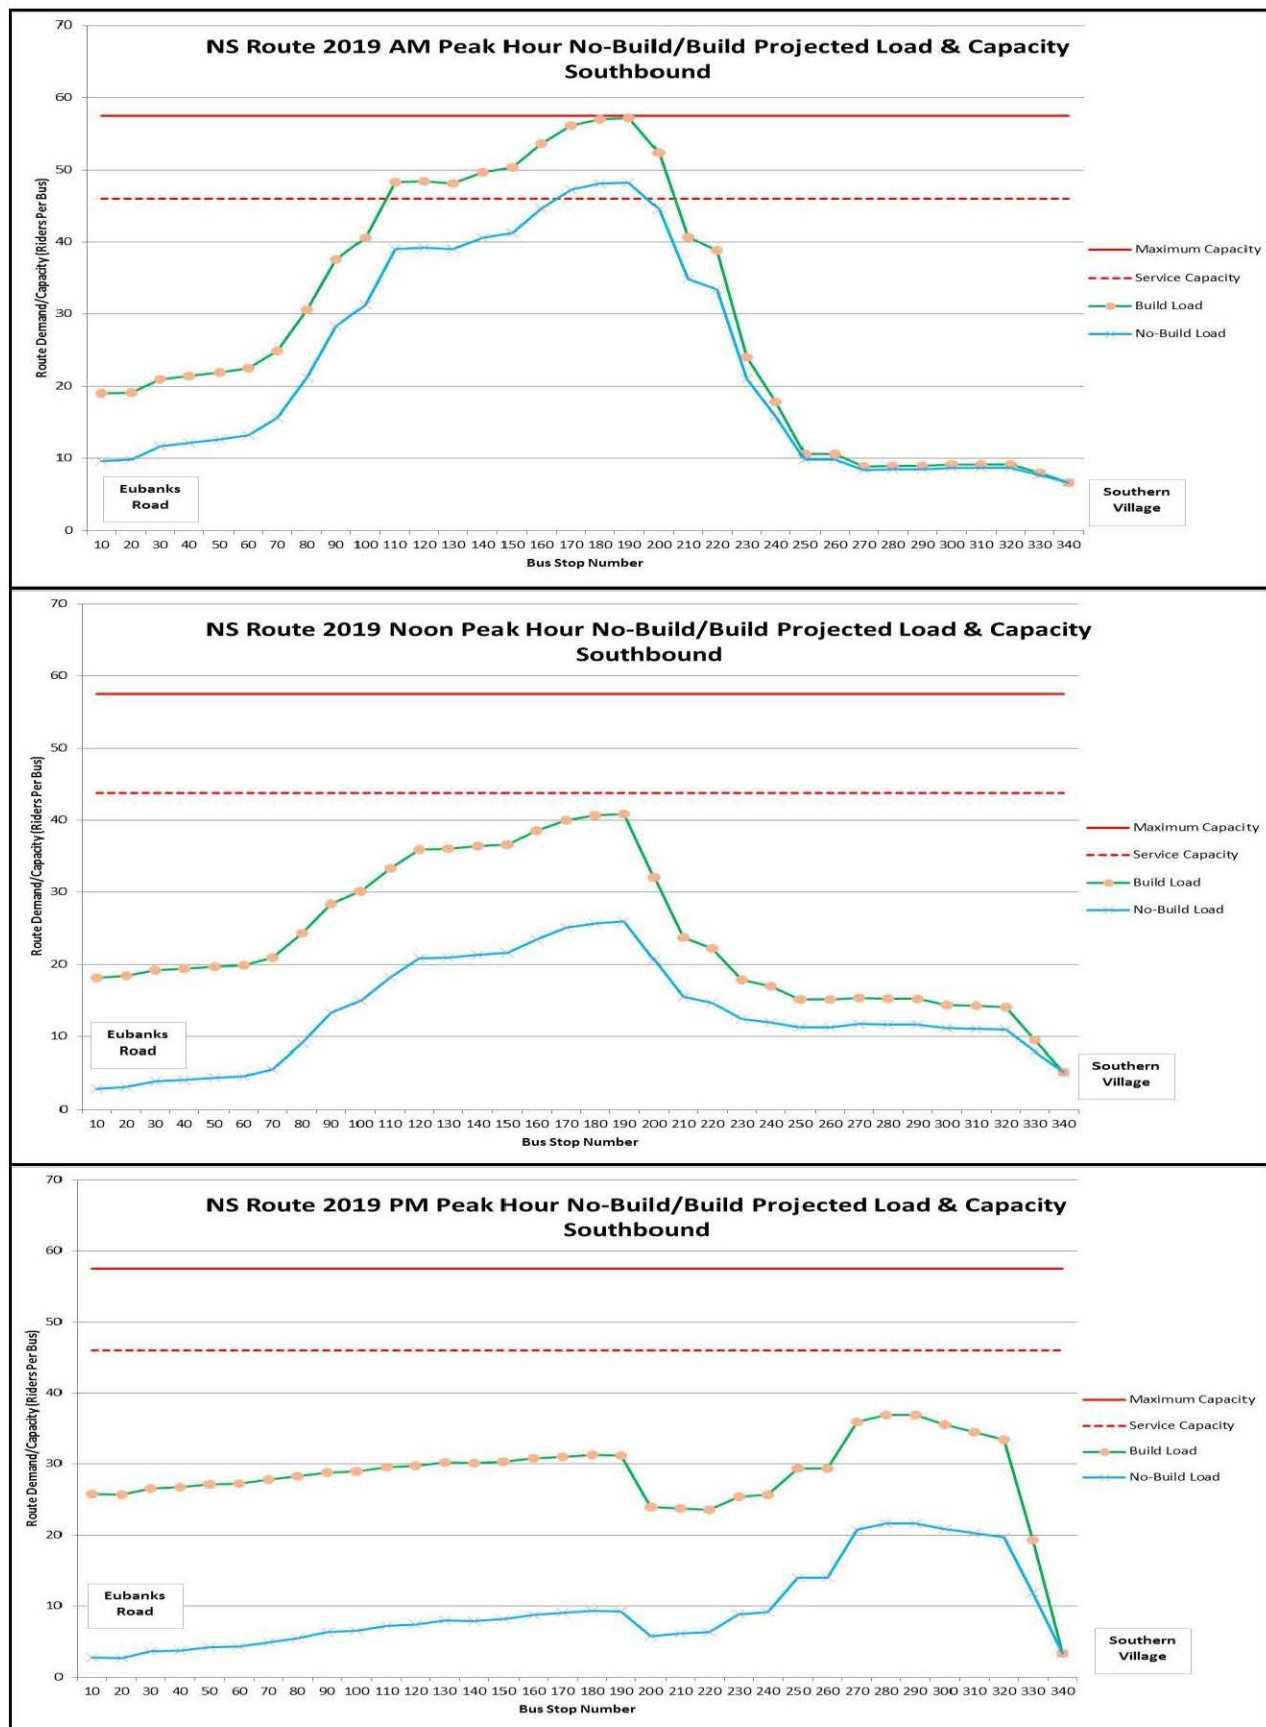 NS Route 2019 AM Peak Hour No-Build/Build Projected Load & Capacity
Southbound
70
60
50
40
30
20
10
0
Route Demand/Capacity (Riders Per Bus)
Maximum Capacity
Service Capacity
Build Load
No-Build Load
Eubanks
Road
Southern
Village
10 20 30 40 50 60 70 80 90 100 110 120 130 140 150 160 170 180 190 200 210 220 230 240 250 260 270 280 290 300 310 320 330 340
Bus Stop Number
NS Route 2019 Noon Peak Hour No-Build/Build Projected Load & Capacity
Southbound
70
60
50
40
30
20
10
0
Route Demand/Capacity (Riders Per Bus)
Maximum Capacity
Service Capacity
Build Load
No-Build Load
Eubanks
Road
Southern
Village
10 20 30 40 50 60 70 80 90 100 110 120 130 140 150 160 170 180 190 200 210 220 230 240 250 260 270 280 290 300 310 320 330 340
Bus Stop Number
NS Route 2019 PM Peak Hour No-Build/Build Projected Load & Capacity
Southbound
70
60
50
40
30
20
10
0
Route Demand/Capacity (Riders Per Bus)
Maximum Capacity
Service Capacity
Build Load
No-Build Load
Eubanks
Road
Southern
Village
10 20 30 40 50 60 70 80 90 100 110 120 130 140 150 160 170 180 190 200 210 220 230 240 250 260 270 280 290 300 310 320 330 340
Bus Stop Number